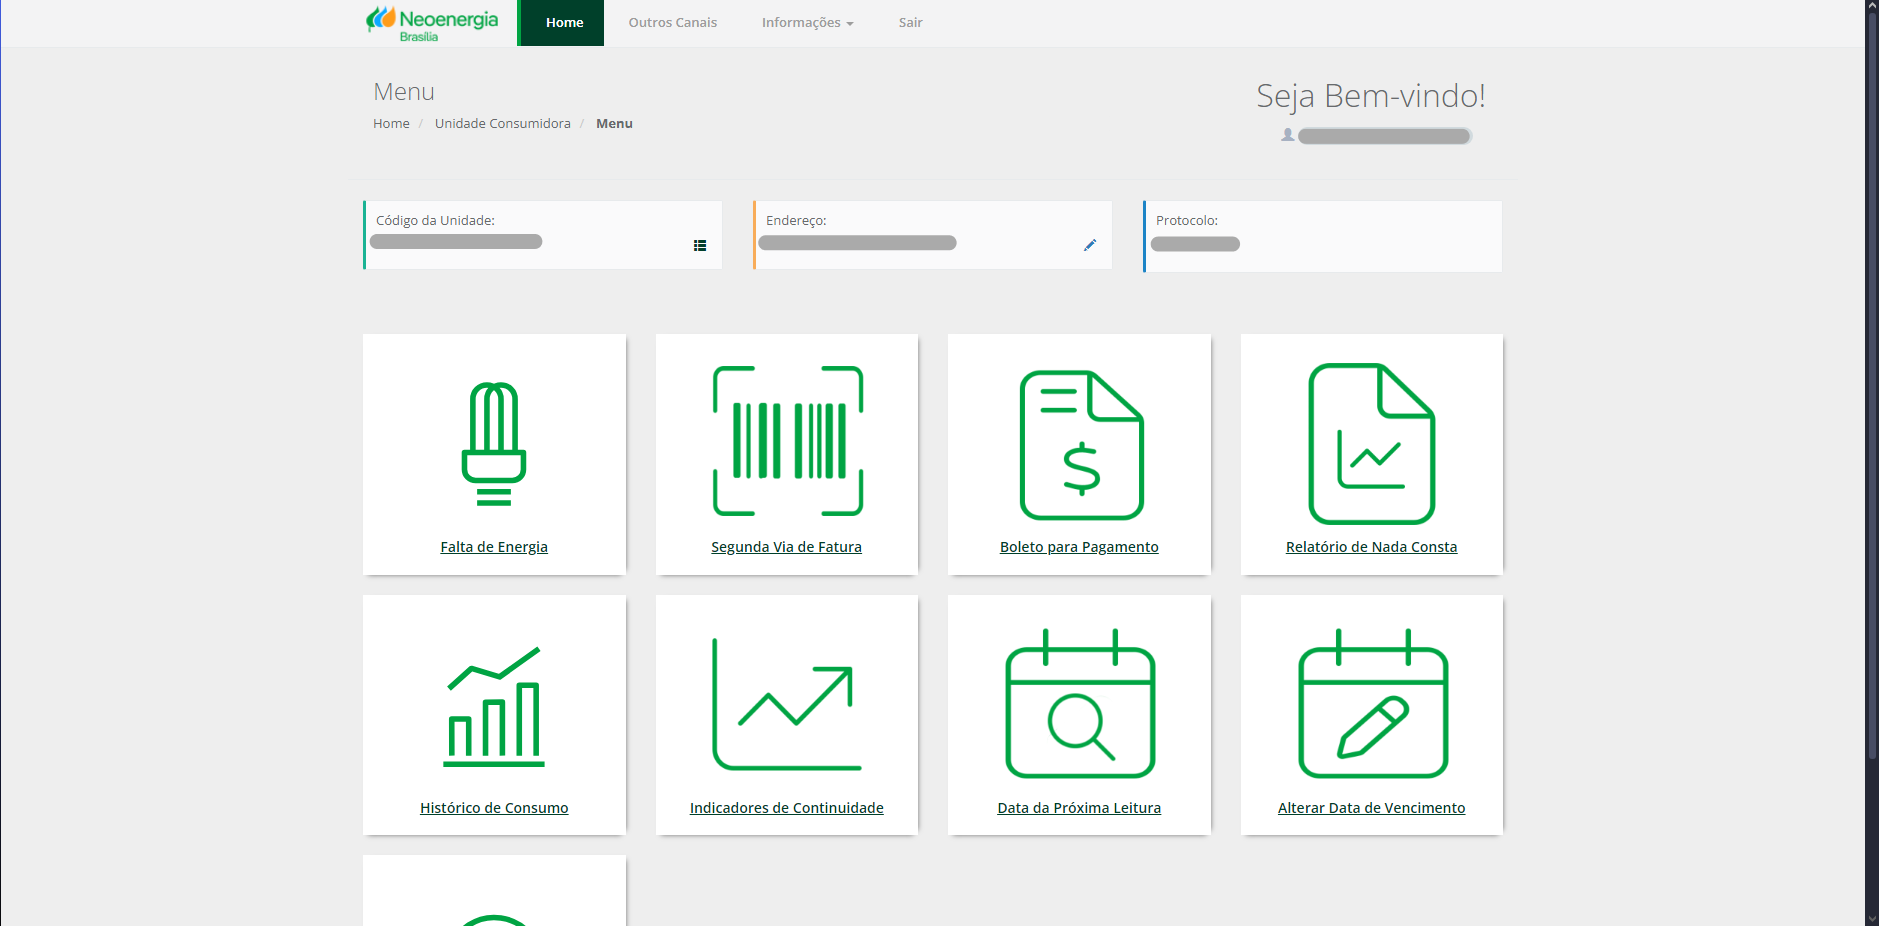 Neoenergia
Brasília
Home
Outros Canais
Informações
Sair
Menu
Home / Unidade Consumidora / Menu
Seja Bem-vindo!
Código da Unidade:
Endereço:
Protocolo:
Falta de Energia
Segunda Via de Fatura
$
Boleto para Pagamento
Relatório de Nada Consta
Histórico de Consumo
Indicadores de Continuidade
Data da Próxima Leitura
Alterar Data de Vencimento